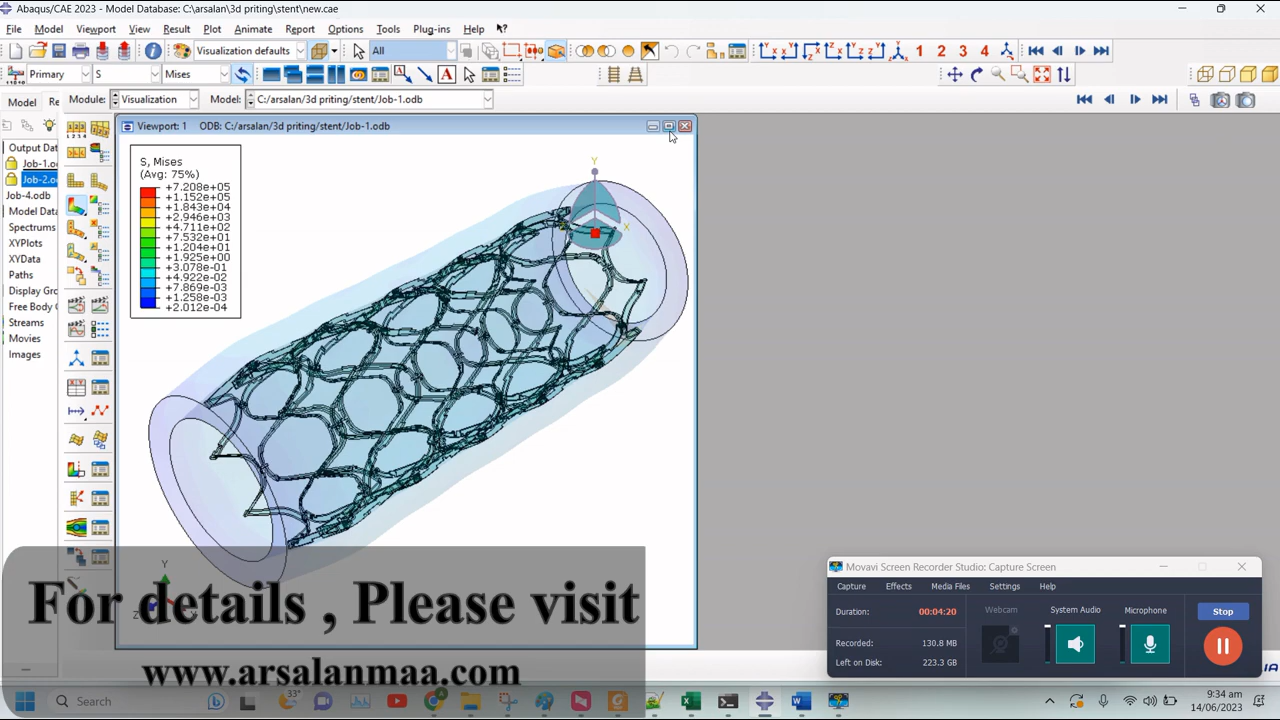 Abaqus/CAE 2023 - Model Database: C:\arsalan\3d priting\stent\new.cae
File Model Viewport View Result Plot Animate Report Options Tools Plug-ins Help
Visualization defaults All 1 2 3 4
Primary S Mises
Model Re Module: Visualization Model: C:/arsalan/3d priting/stent/Job-1.odb
Viewport: 1 ODB: C:/arsalan/3d priting/stent/Job-1.odb
Output Dat
Job-1.o
Job-2.o
Job-4.odb
Model Data
Spectrums
XYPlots
XYData
Paths
Display Gro
Free Body C
Streams
Movies
Images
S, Mises
(Avg: 75%)
+7.208e+05
+1.152e+05
+1.843e+04
+2.946e+03
+4.711e+02
+7.532e+01
+1.204e+01
+1.925e+00
+3.078e-01
+4.922e-02
+7.869e-03
+1.258e-03
+2.012e-04
Y
X
Y
Z
For details , Please visit
www.arsalanmaa.com
Movavi Screen Recorder Studio: Capture Screen
Capture Effects Media Files Settings Help
Duration: 00:04:20 Webcam System Audio Microphone Stop
Recorded: 130.8 MB
Left on Disk: 223.3 GB
Search 33° 9:34 am
14/06/2023